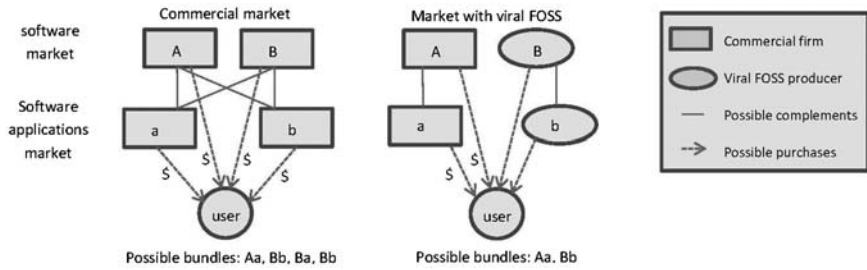 Commercial market
Market with viral FOSS
software
market
A
B
A
B
Commercial firm
Viral FOSS producer
Software
applications
market
a
b
a
b
Possible complements
Possible purchases
$
$
$
$
$
$
user
user
Possible bundles: Aa, Bb, Ba, Bb
Possible bundles: Aa. Bb